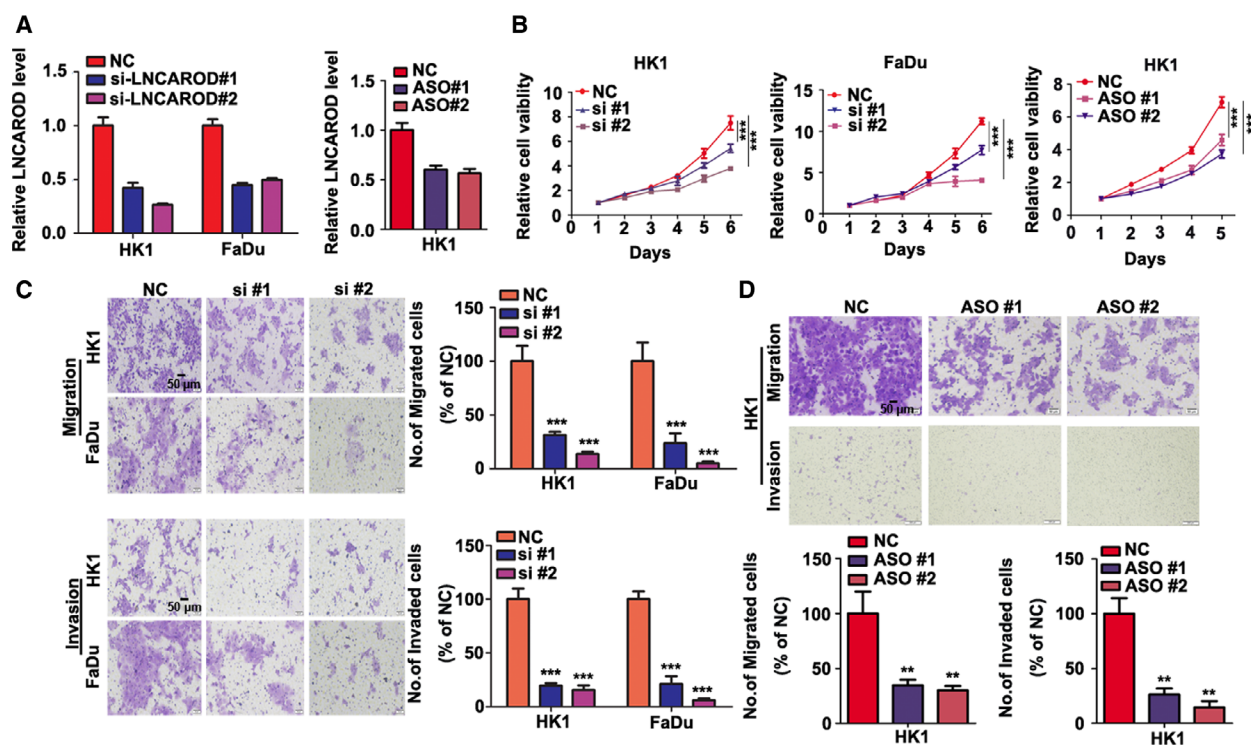 A
Relative LNCAROD level
NC
si-LNCAROD#1
si-LNCAROD#2
1.5
1.0
0.5
0.0
HK1 FaDu
Relative LNCAROD level
NC
ASO#1
ASO#2
1.5
1.0
0.5
0.0
HK1
B
HK1
Relative cell vaiblity
NC
si #1
si #2
10
8
6
4
2
0
0 1 2 3 4 5 6
Days
***
***
FaDu
Relative cell vaiblity
NC
si #1
si #2
15
10
5
0
0 1 2 3 4 5 6
Days
***
***
HK1
Relative cell vaiblity
NC
ASO #1
ASO #2
8
6
4
2
0
0 1 2 3 4 5
Days
***
***
C
NC si #1 si #2
Migration
HK1
50 μm
FaDu
Invasion
HK1
50 μm
FaDu
No.of Migrated cells
(% of NC)
NC
si #1
si #2
150
100
50
0
*** *** *** ***
HK1 FaDu
No.of Invaded cells
(% of NC)
NC
si #1
si #2
150
100
50
0
*** *** *** ***
HK1 FaDu
D
NC ASO #1 ASO #2
HK1
Migration
50 μm
Invasion
No.of Migrated cells
(% of NC)
NC
ASO #1
ASO #2
150
100
50
0
** **
HK1
No.of Invaded cells
(% of NC)
NC
ASO #1
ASO #2
150
100
50
0
** **
HK1